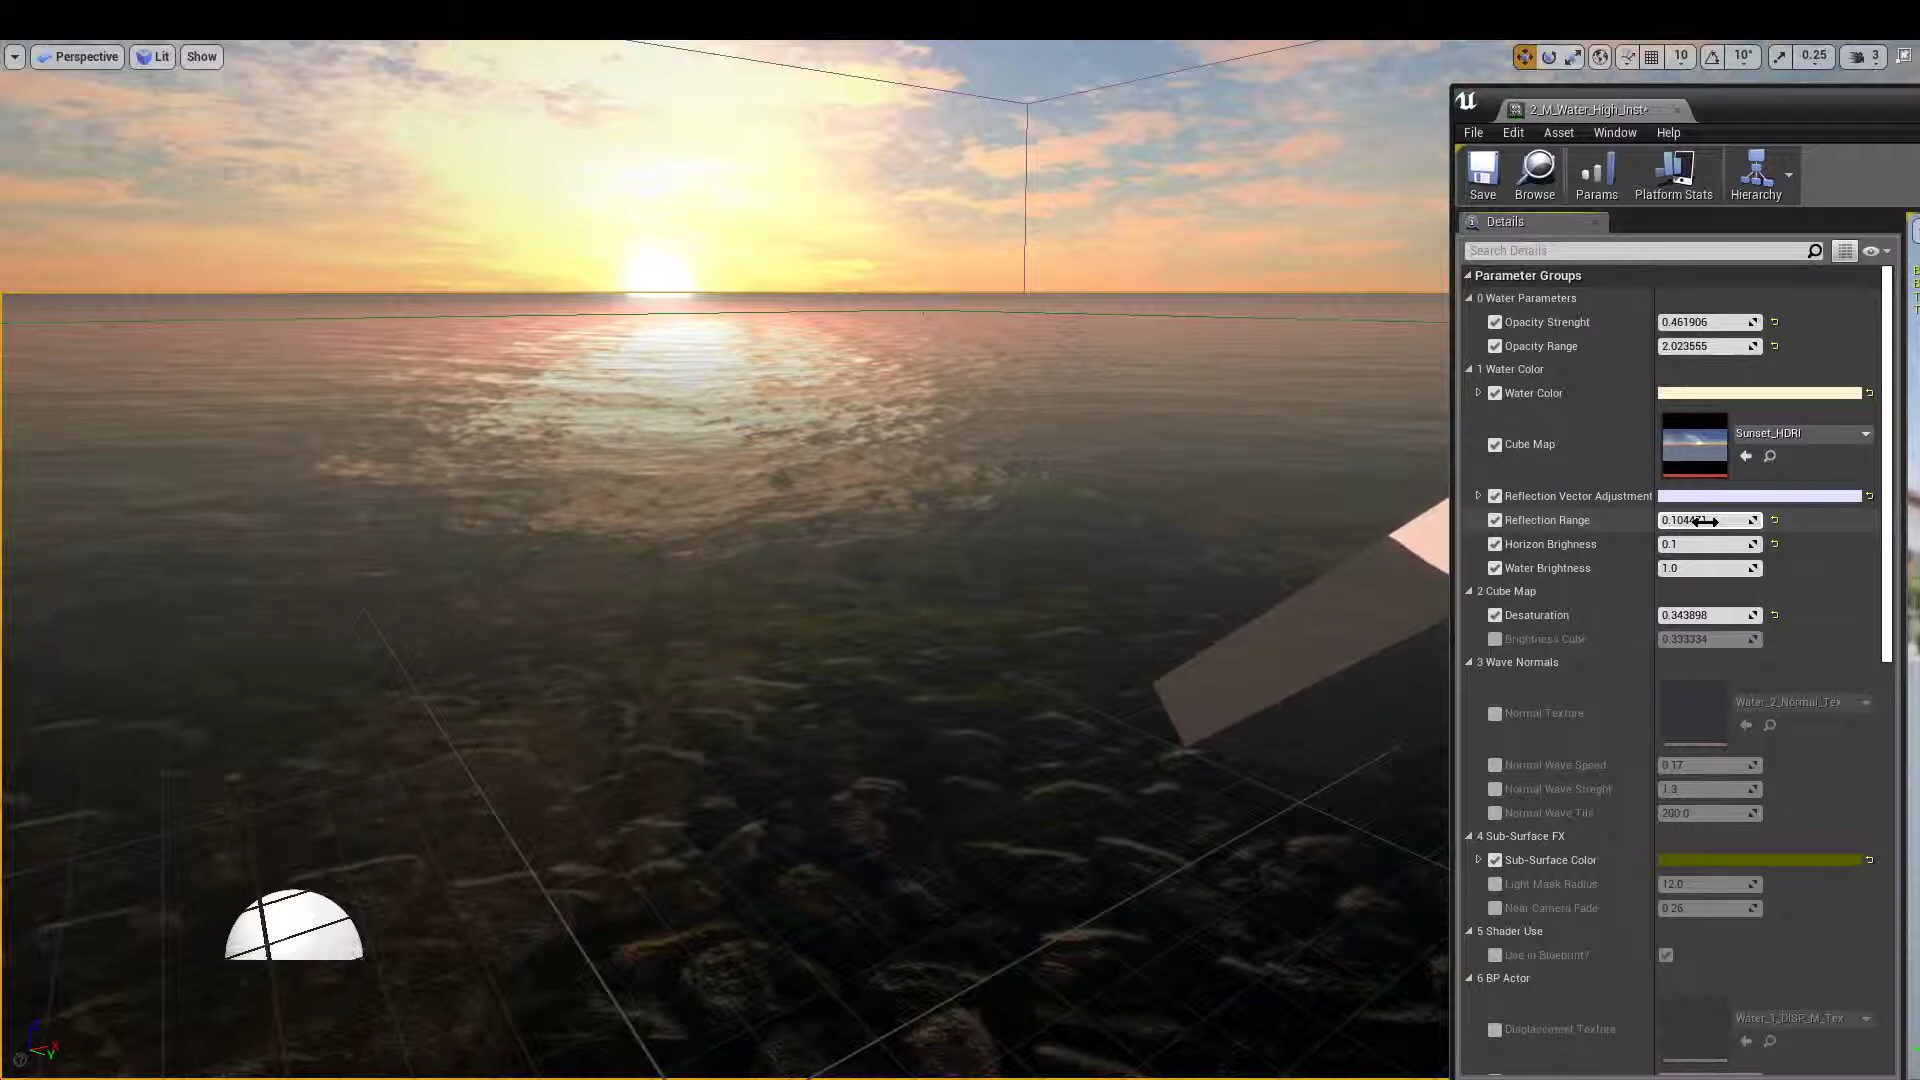 Perspective
Lit
Show
10
10°
0.25
3
2_M_Water_High_Inst*
File Edit Asset Window Help
Save
Browse
Params
Platform Stats
Hierarchy
Details
Search Details
Parameter Groups
0 Water Parameters
Opacity Strenght 0.461906
Opacity Range 2.023555
1 Water Color
Water Color
Cube Map Sunset_HDRI
Reflection Vector Adjustment
Reflection Range
Horizon Brighness 0.1
Water Brightness 1.0
2 Cube Map
Desaturation 0.343898
Brightness Cube 0.333334
3 Wave Normals
Normal Texture Water_2_Normal_Tex
Normal Wave Speed 0.17
Normal Wave Streght 1.3
Normal Wave Tile 200.0
4 Sub-Surface FX
Sub-Surface Color
Light Mask Radius 12.0
Near Camera Fade 0.26
5 Shader Use
Use in Blueprint?
6 BP Actor
Displacement Texture Water_1_DISP_M_Tex
X
Y